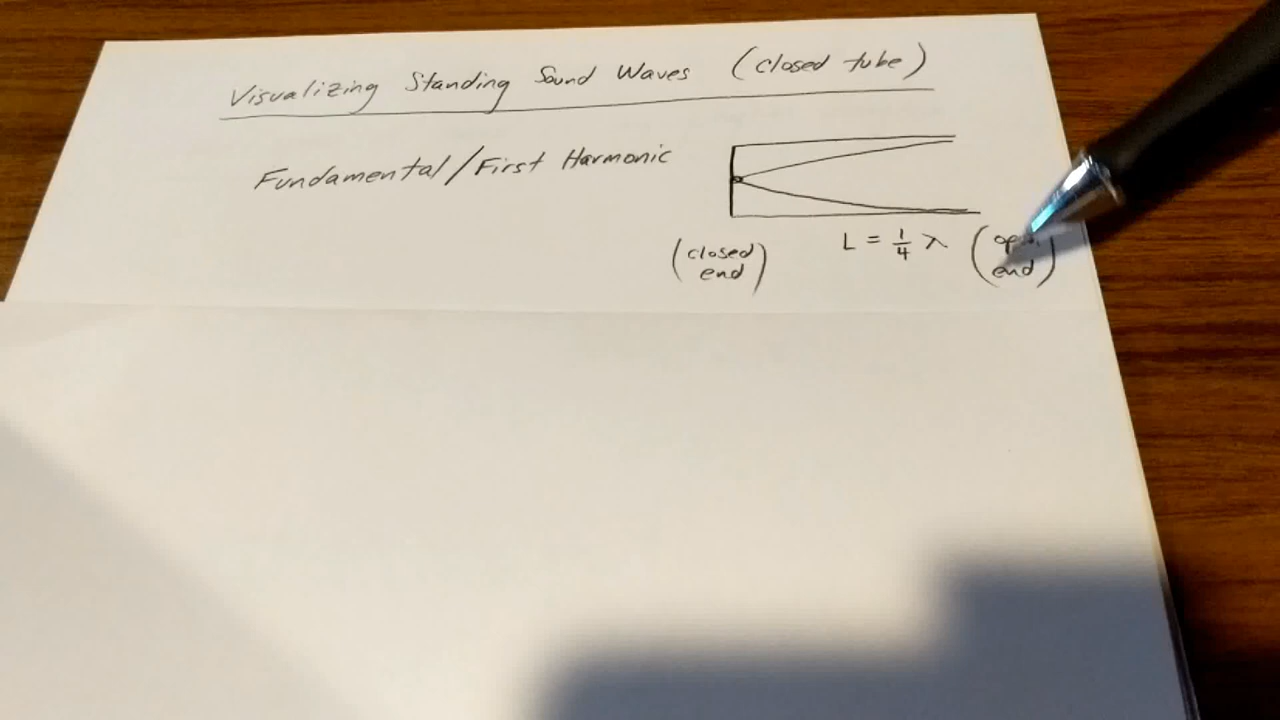 Visualizing Standing Sound Waves (closed tube)
Fundamental/First Harmonic
(closed end)
L = 1/4 λ
end)